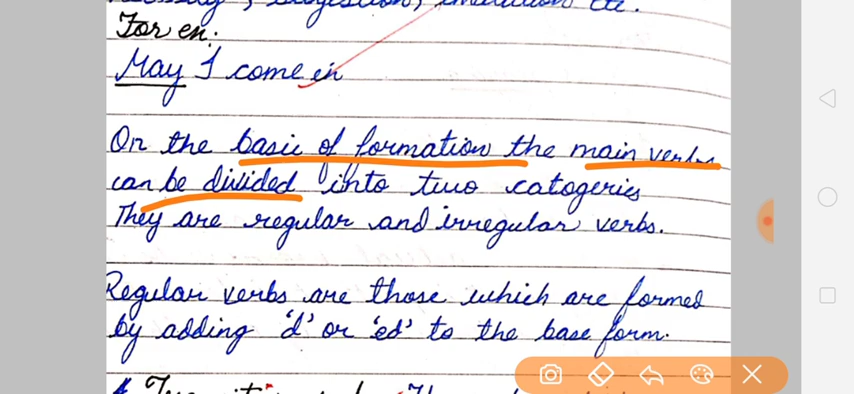 For en.
May I come in
On the basic of formation the main verbs
can be divided into two catogeries
They are regular and irregular verbs.
Regular verbs are those which are formed
by adding 'd' or 'ed' to the base form.